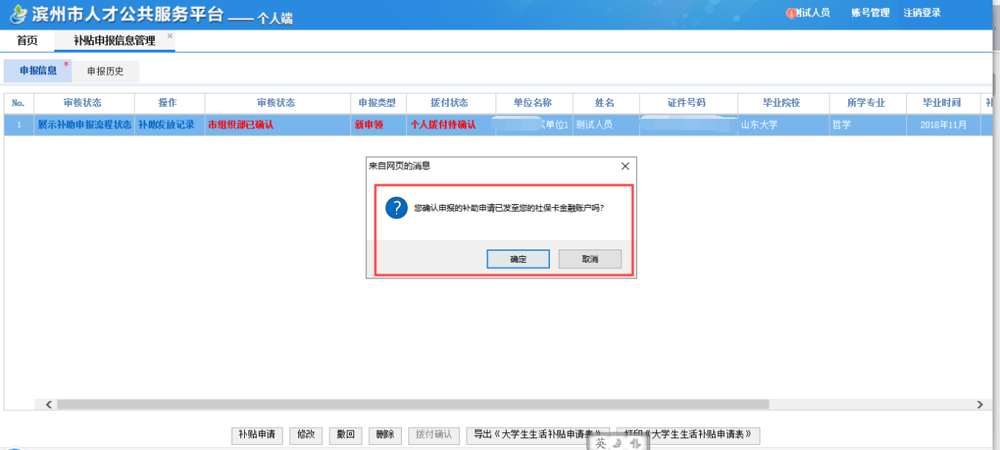 滨州市人才公共服务平台 —— 个人端
测试人员 账号管理 注销登录
首页 补贴申报信息管理 ×
申报信息 * 申报历史
No. 审核状态 操作 审核状态 申报类型 拨付状态 单位名称 姓名 证件号码 毕业院校 所学专业 毕业时间
1 展示补助申报流程状态 补助发放记录 市组织部已确认 新申领 个人拨付待确认 单位1 测试人员 山东大学 哲学 2018年11月
来自网页的消息
您确认申报的补助申请已发至您的社保卡金融账户吗?
确定 取消
补贴申请 修改 撤回 删除 拨付确认 导出《大学生生活补贴申请表》 打印《大学生生活补贴申请表》
英